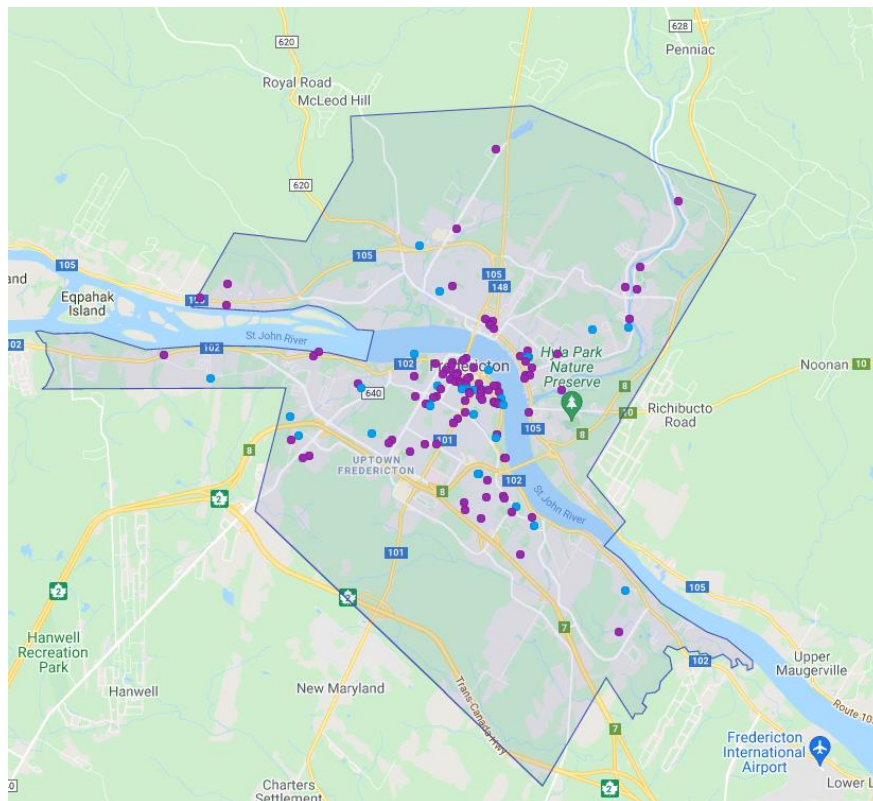 628
Penniac
620
Royal Road
McLeod Hill
620
105
105
105
148
Eqpahak
Island
St John River
102
102
102
Fredericton
Hyla Park
Nature
Preserve
Noonan
10
8
640
10
Richibucto
Road
105
101
8
8
UPTOWN
FREDERICTON
102
8
2
St John River
101
2
2
105
Hanwell
Recreation
Park
7
102
Upper
Maugerville
Hanwell
New Maryland
Trans-Canada Hwy
7
Fredericton
International
Airport
Charters
Settlement
2
Lower L